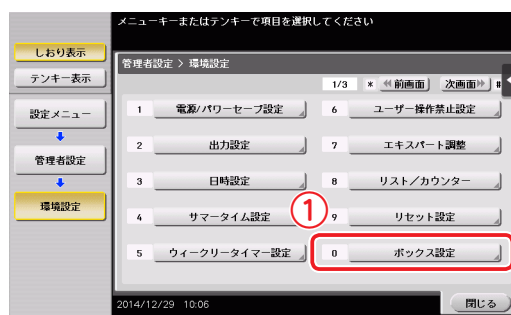 メニューキーまたはテンキーで項目を選択してください
しおり表示
テンキー表示
設定メニュー
管理者設定
環境設定
管理者設定 > 環境設定
1/3 * 前画面 次画面 #
1 電源/パワーセーブ設定
2 出力設定
3 日時設定
4 サマータイム設定
5 ウィークリータイマー設定
6 ユーザー操作禁止設定
7 エキスパート調整
8 リスト/カウンター
① 9 リセット設定
0 ボックス設定
2014/12/29 10:06
閉じる